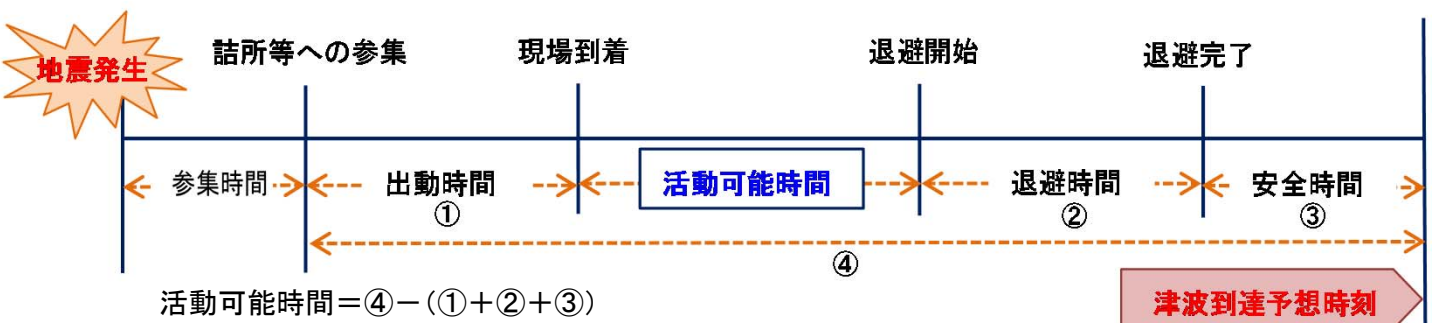 地震発生
詰所等への参集
現場到着
退避開始
退避完了
参集時間
出動時間
①
活動可能時間
退避時間
②
安全時間
③
④
活動可能時間＝④－(①＋②＋③)
津波到達予想時刻